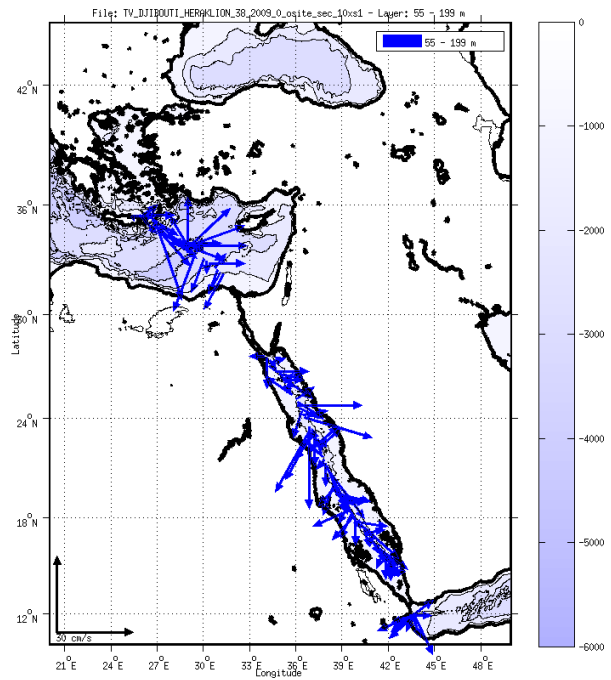 File: TV_DJIBOUTI_HERAKLION_38_2009_0_osite_sec_10xs1 - Layer: 55 - 199 m
55 - 199 m
0
-1000
-2000
-3000
-4000
-5000
-6000
42°N
36°N
30°N
24°N
18°N
12°N
Latitude
50 cm/s
21°E 24°E 27°E 30°E 33°E 36°E 39°E 42°E 45°E 48°E
Longitude